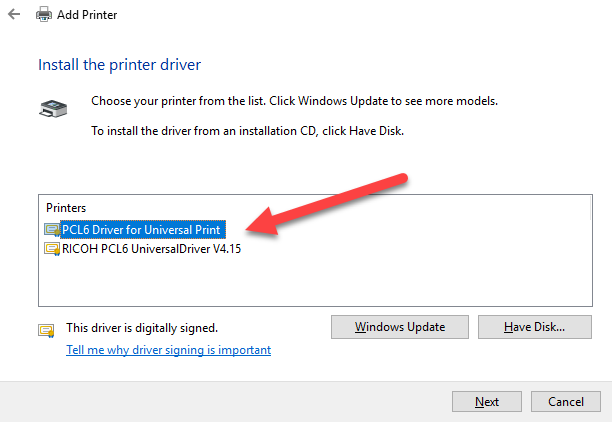 Add Printer
Install the printer driver
Choose your printer from the list. Click Windows Update to see more models.
To install the driver from an installation CD, click Have Disk.
Printers
PCL6 Driver for Universal Print
RICOH PCL6 UniversalDriver V4.15
This driver is digitally signed.
Tell me why driver signing is important
Windows Update
Have Disk...
Next
Cancel